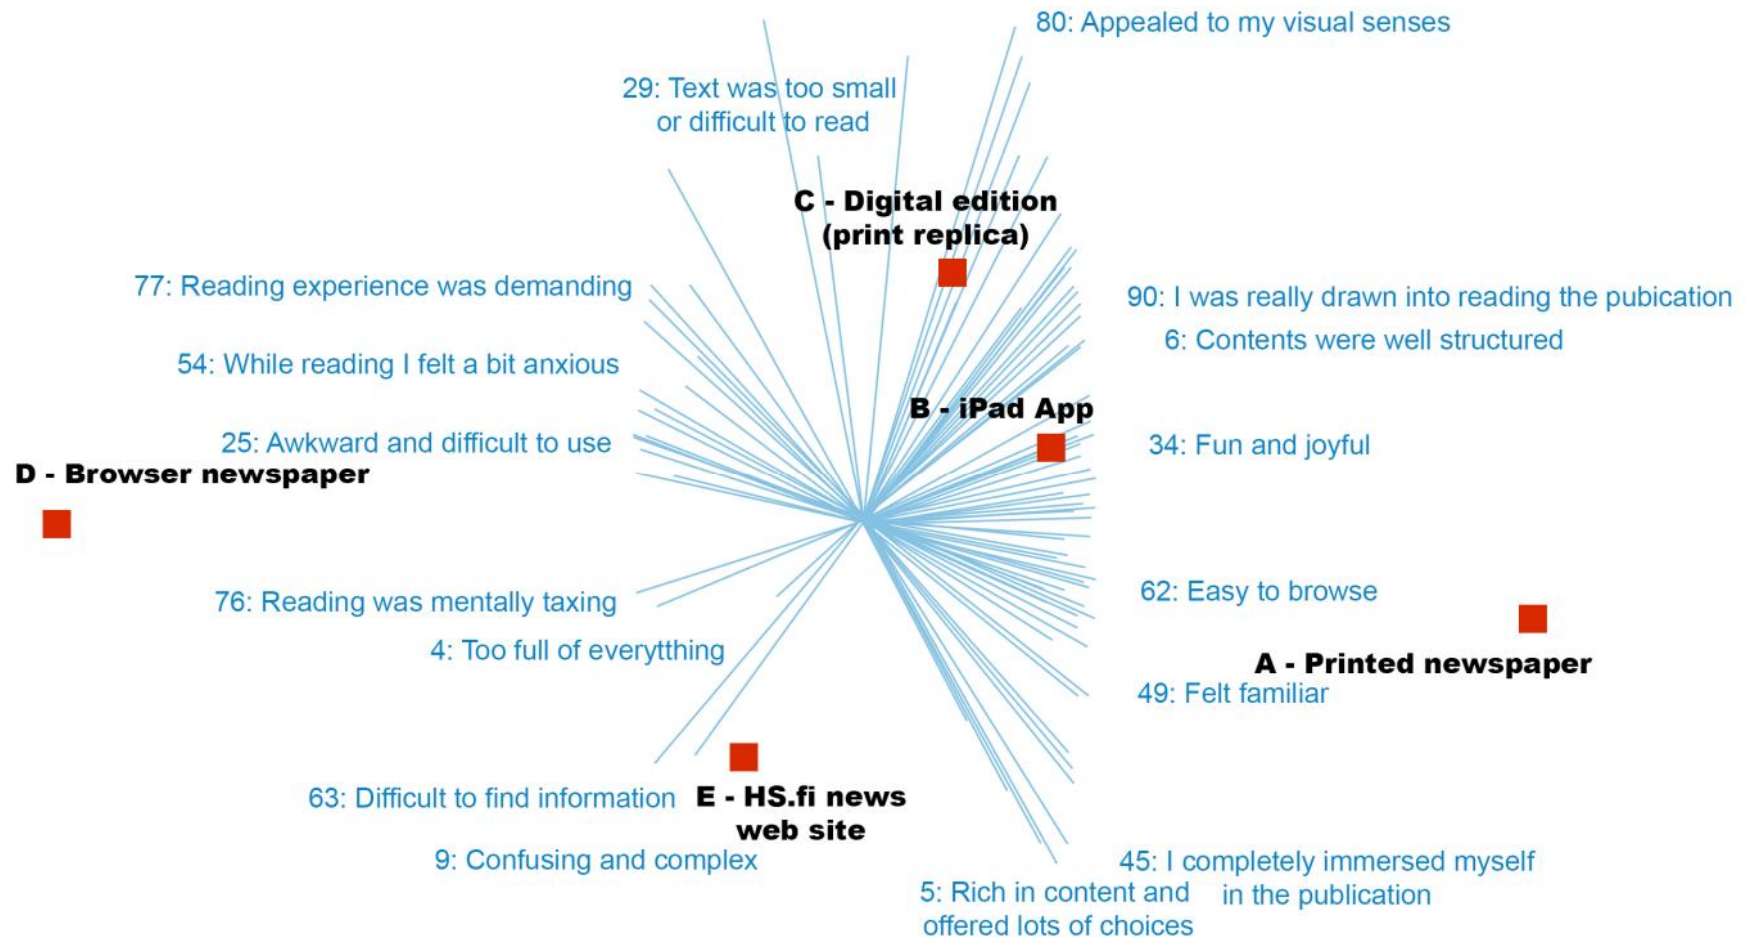 80: Appealed to my visual senses
29: Text was too small
or difficult to read
C - Digital edition
(print replica)
77: Reading experience was demanding
90: I was really drawn into reading the pubication
6: Contents were well structured
54: While reading I felt a bit anxious
B - iPad App
25: Awkward and difficult to use
34: Fun and joyful
D - Browser newspaper
62: Easy to browse
76: Reading was mentally taxing
4: Too full of everytthing
A - Printed newspaper
49: Felt familiar
63: Difficult to find information
E - HS.fi news
web site
9: Confusing and complex
45: I completely immersed myself
in the publication
5: Rich in content and
offered lots of choices